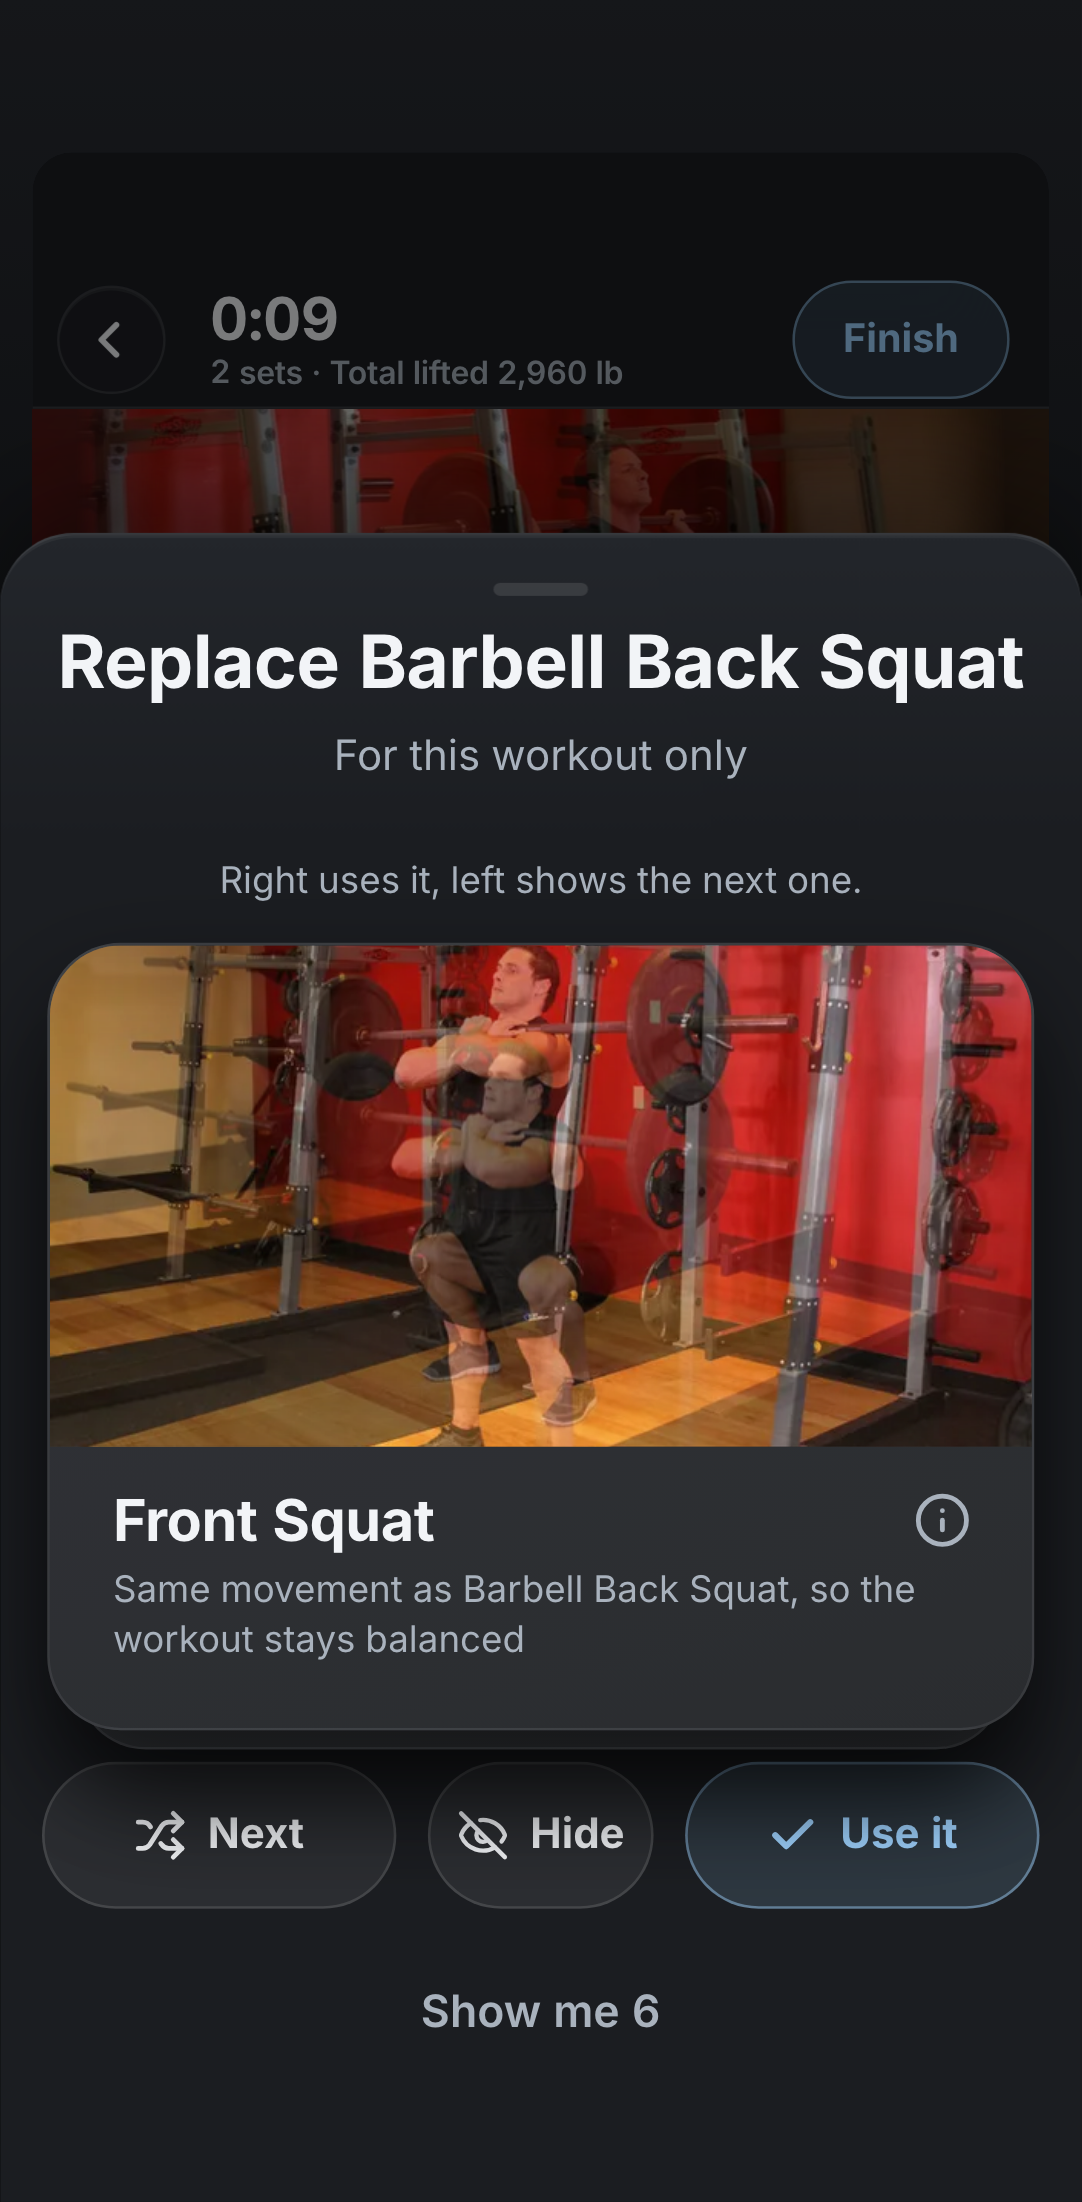 0:09
2 sets · Total lifted 2,960 lb
Finish
Replace Barbell Back Squat
For this workout only
Right uses it, left shows the next one.
Front Squat
Same movement as Barbell Back Squat, so the
workout stays balanced
Next
Hide
Use it
Show me 6